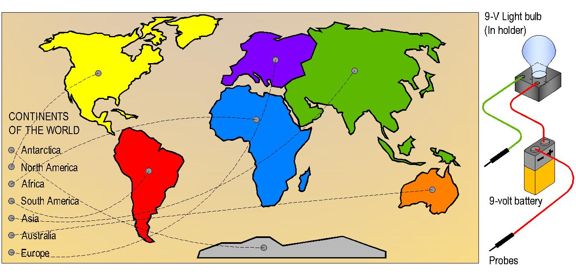 9-V Light bulb
(In holder)
CONTINENTS
OF THE WORLD
Antarctica
North America
Africa
South America
Asia
Australia
Europe
- +
9-volt battery
Probes